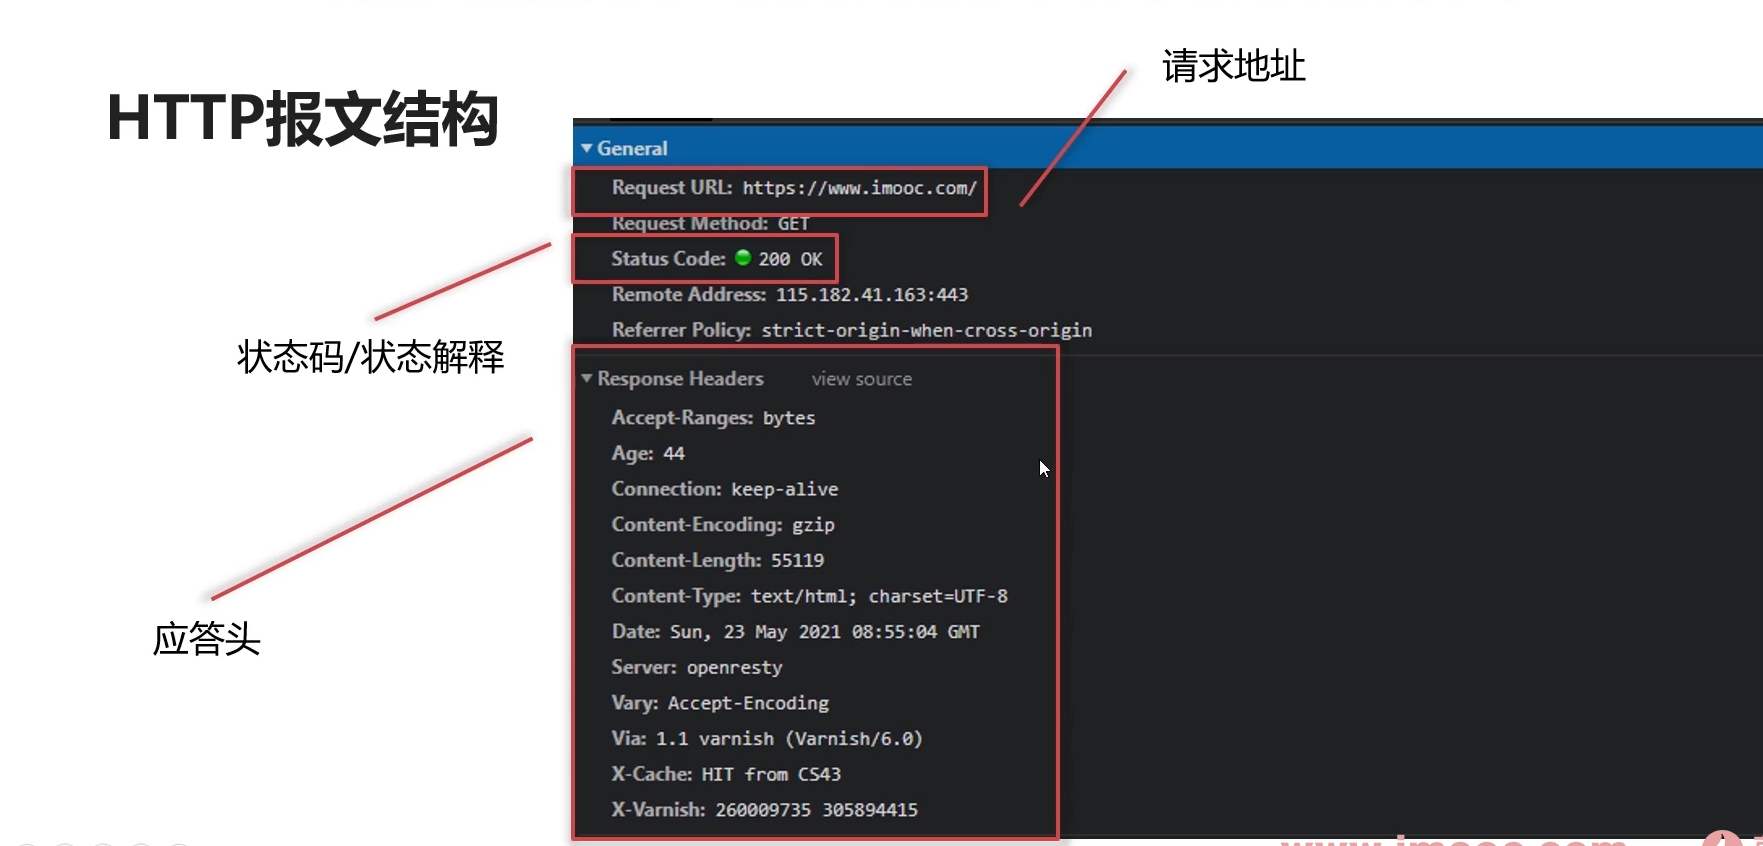 请求地址
HTTP报文结构
General
Request URL: https://www.imooc.com/
Request Method: GET
Status Code: 200 OK
Remote Address: 115.182.41.163:443
Referrer Policy: strict-origin-when-cross-origin
状态码/状态解释
Response Headers view source
Accept-Ranges: bytes
Age: 44
Connection: keep-alive
Content-Encoding: gzip
Content-Length: 55119
Content-Type: text/html; charset=UTF-8
Date: Sun, 23 May 2021 08:55:04 GMT
应答头
Server: openresty
Vary: Accept-Encoding
Via: 1.1 varnish (Varnish/6.0)
X-Cache: HIT from CS43
X-Varnish: 260009735 305894415
www.imooc.com